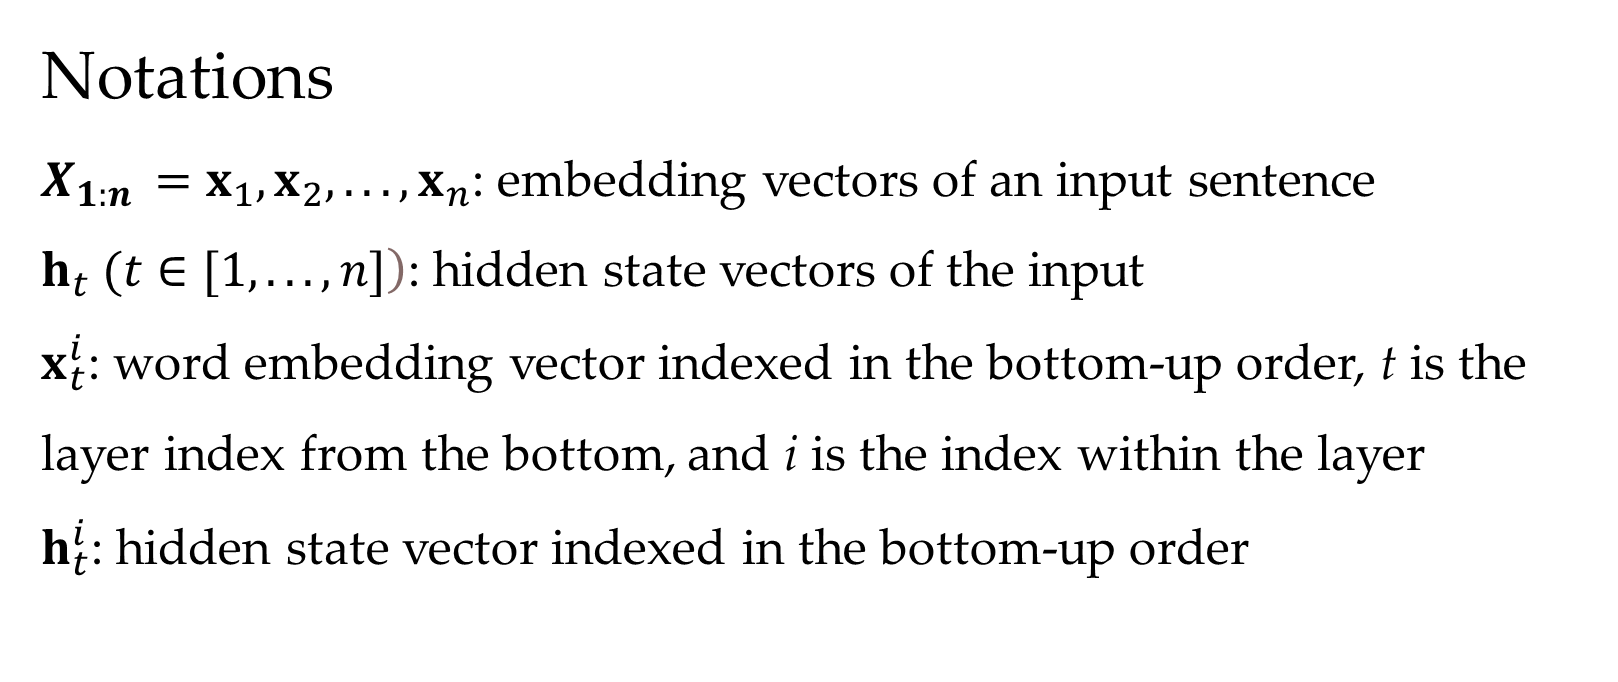 Notations
𝑿₁:ₙ = 𝐱₁, 𝐱₂, . . . , 𝐱ₙ: embedding vectors of an input sentence
𝐡ₜ (t ∈ [1, . . . , n]): hidden state vectors of the input
𝐱ₜⁱ: word embedding vector indexed in the bottom-up order, t is the
layer index from the bottom, and i is the index within the layer
𝐡ₜⁱ: hidden state vector indexed in the bottom-up order